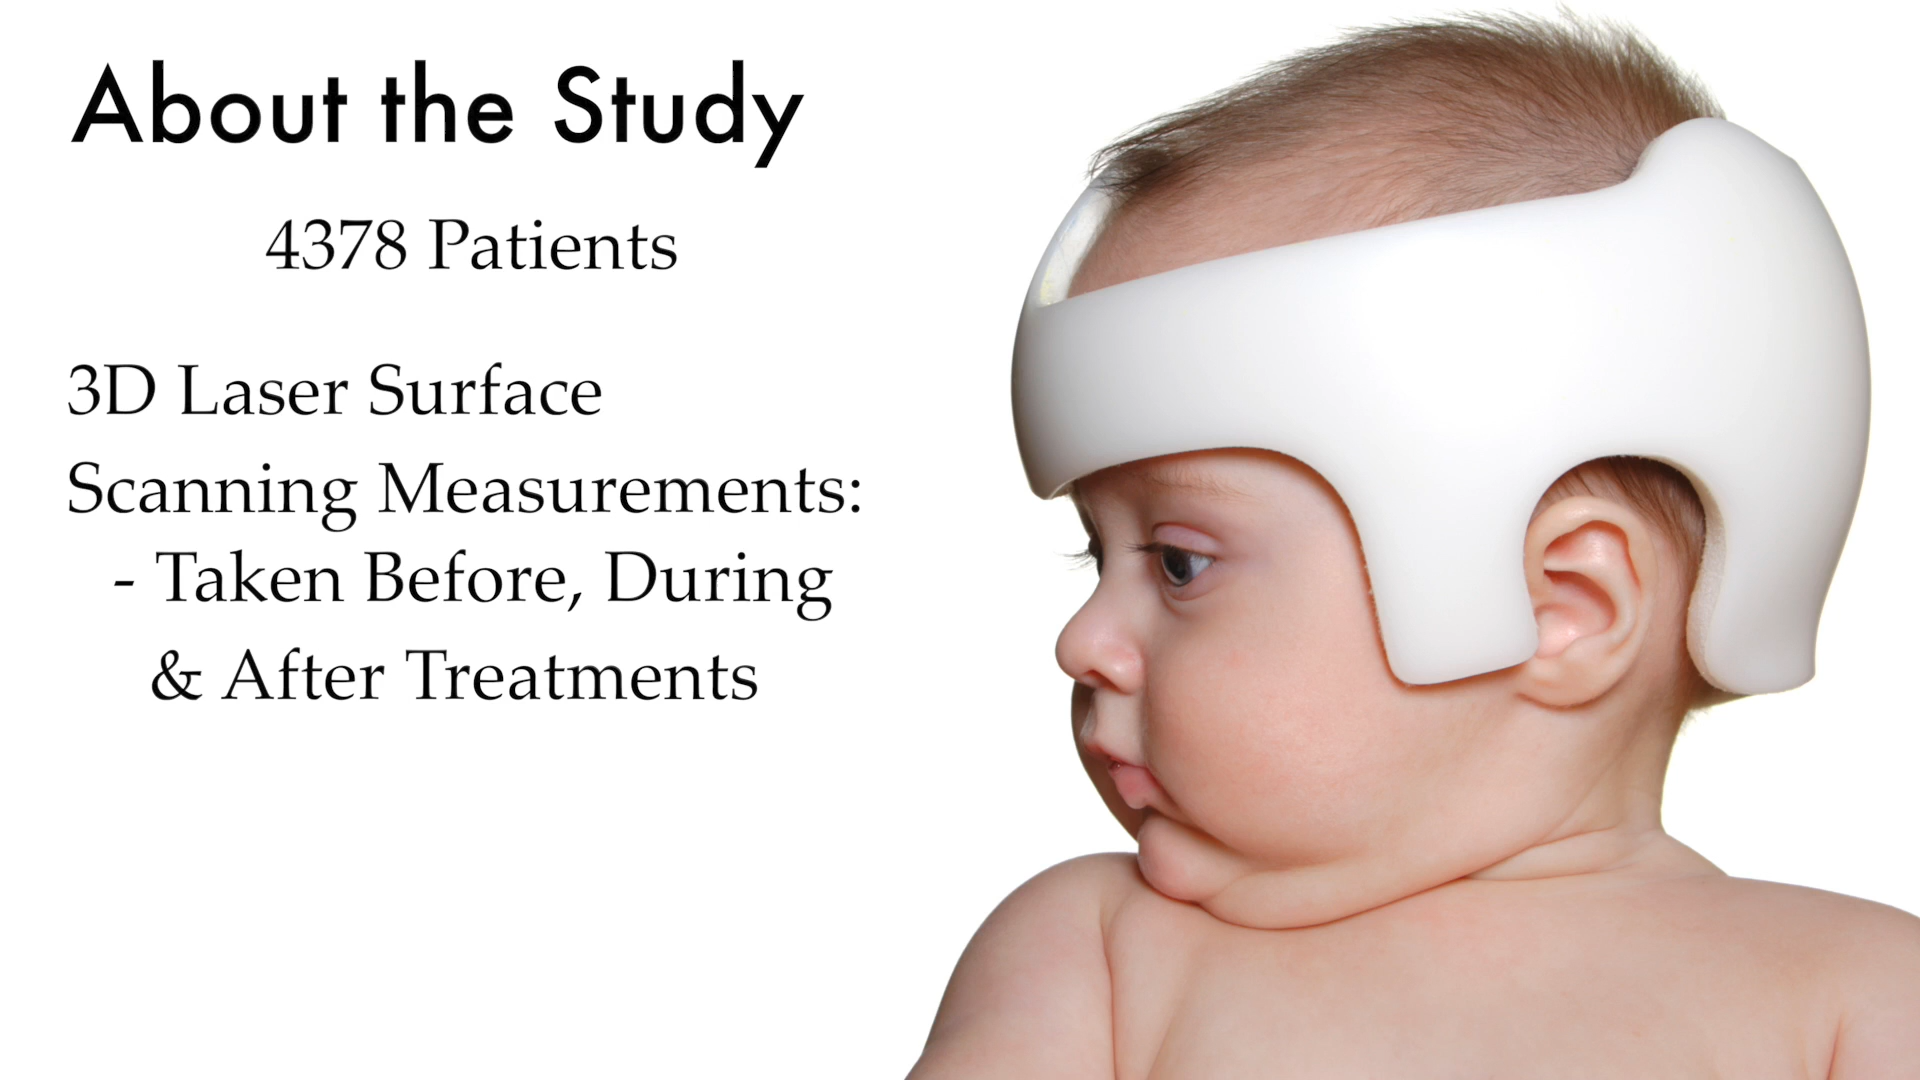 About the Study
4378 Patients
3D Laser Surface
Scanning Measurements:
- Taken Before, During
& After Treatments